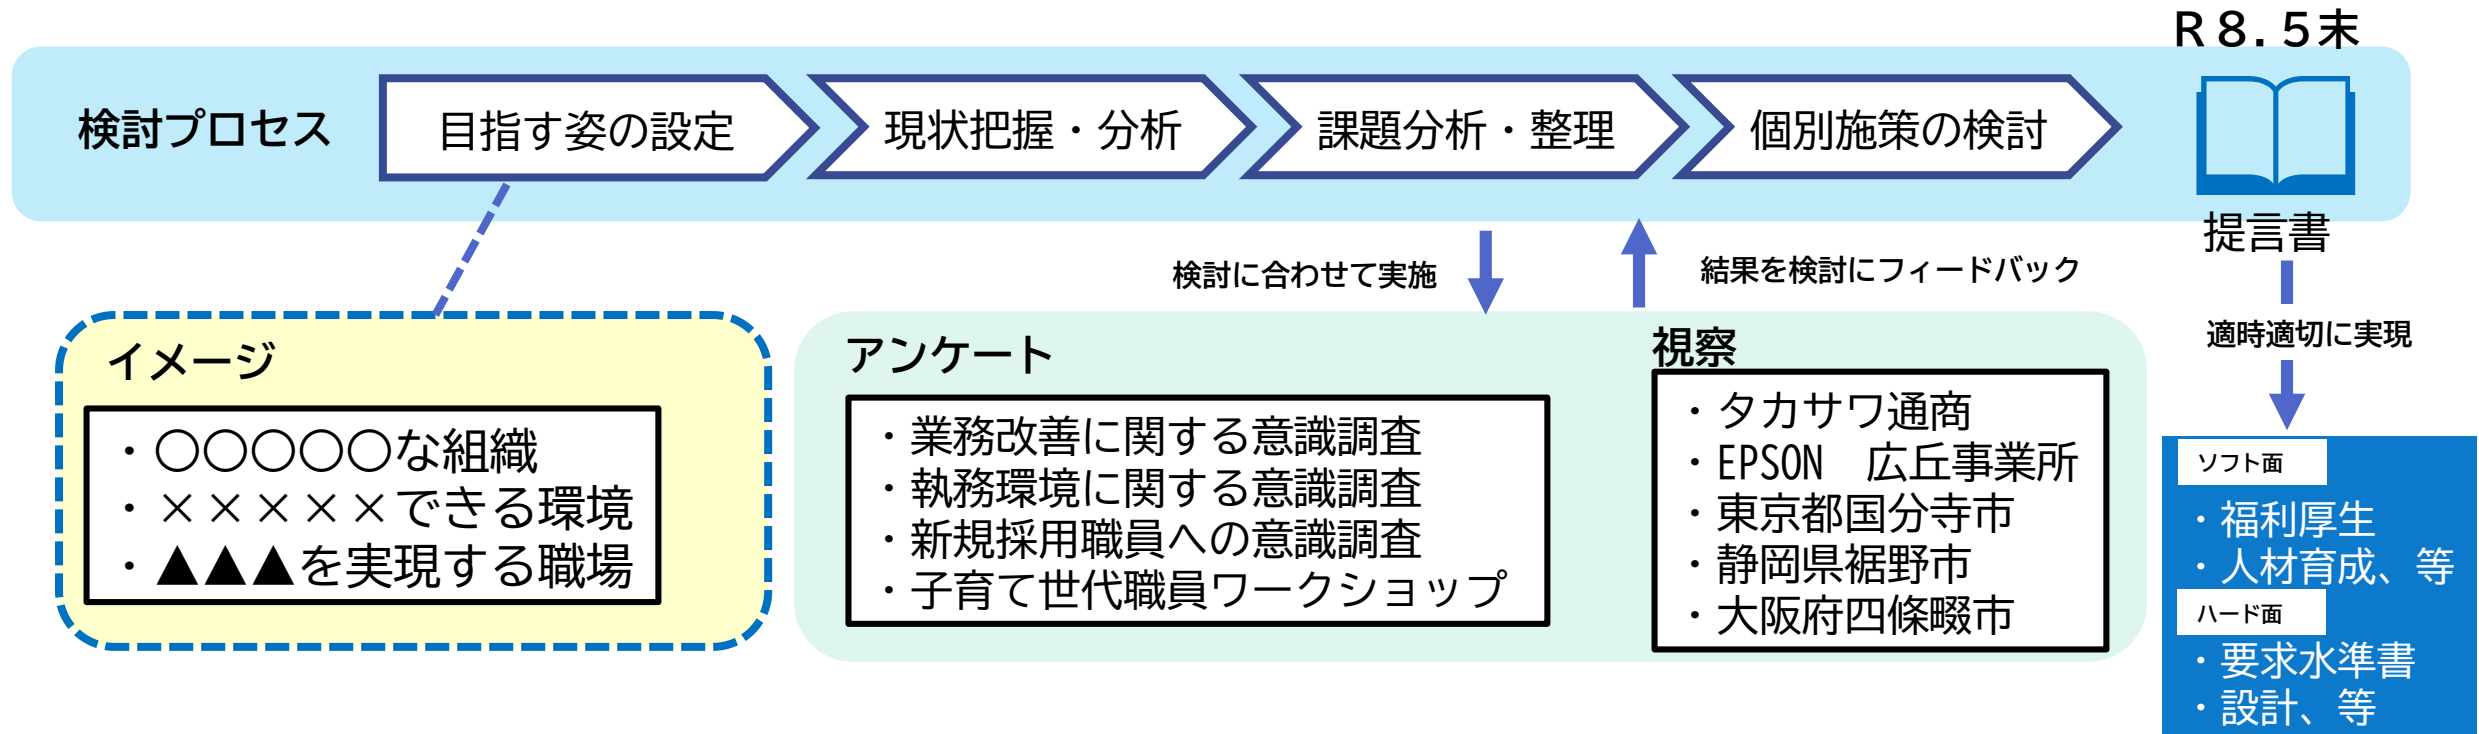 R8.5末
検討プロセス
目指す姿の設定
現状把握・分析
課題分析・整理
個別施策の検討
提言書
検討に合わせて実施
結果を検討にフィードバック
適時適切に実現
イメージ
・〇〇〇〇〇な組織
・×××××できる環境
・▲▲▲を実現する職場
アンケート
・業務改善に関する意識調査
・執務環境に関する意識調査
・新規採用職員への意識調査
・子育て世代職員ワークショップ
視察
・タカサワ通商
・EPSON　広丘事業所
・東京都国分寺市
・静岡県裾野市
・大阪府四條畷市
ソフト面
・福利厚生
・人材育成、等
ハード面
・要求水準書
・設計、等